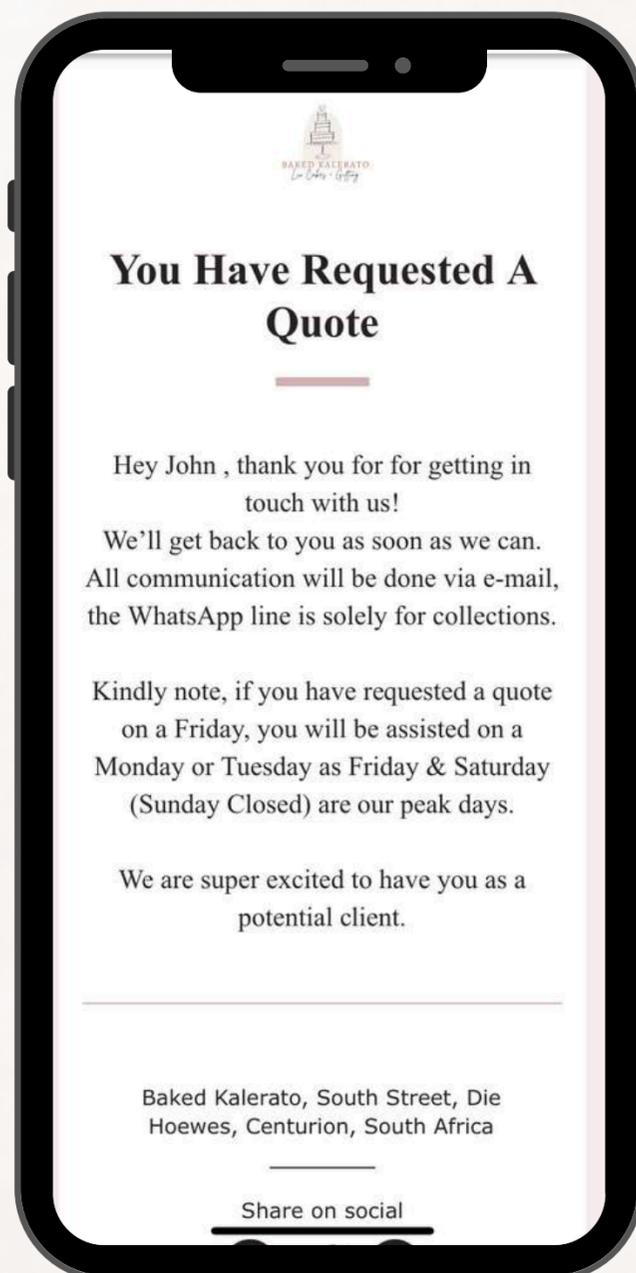 BAKED KALERATO
You Have Requested A
Quote
Hey John , thank you for for getting in
touch with us!
We’ll get back to you as soon as we can.
All communication will be done via e-mail,
the WhatsApp line is solely for collections.
Kindly note, if you have requested a quote
on a Friday, you will be assisted on a
Monday or Tuesday as Friday & Saturday
(Sunday Closed) are our peak days.
We are super excited to have you as a
potential client.
Baked Kalerato, South Street, Die
Hoewes, Centurion, South Africa
Share on social